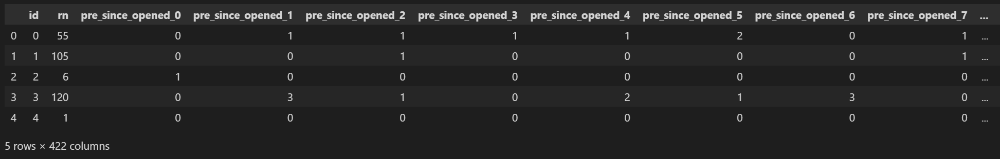 id rn pre_since_opened_0 pre_since_opened_1 pre_since_opened_2 pre_since_opened_3 pre_since_opened_4 pre_since_opened_5 pre_since_opened_6 pre_since_opened_7 ...
0 0 55 0 1 1 1 1 2 0 1 ...
1 1 105 0 0 1 0 0 0 0 1 ...
2 2 6 1 0 0 0 0 0 0 0 ...
3 3 120 0 3 1 0 2 1 3 0 ...
4 4 1 0 0 0 0 0 0 0 0 ...
5 rows × 422 columns